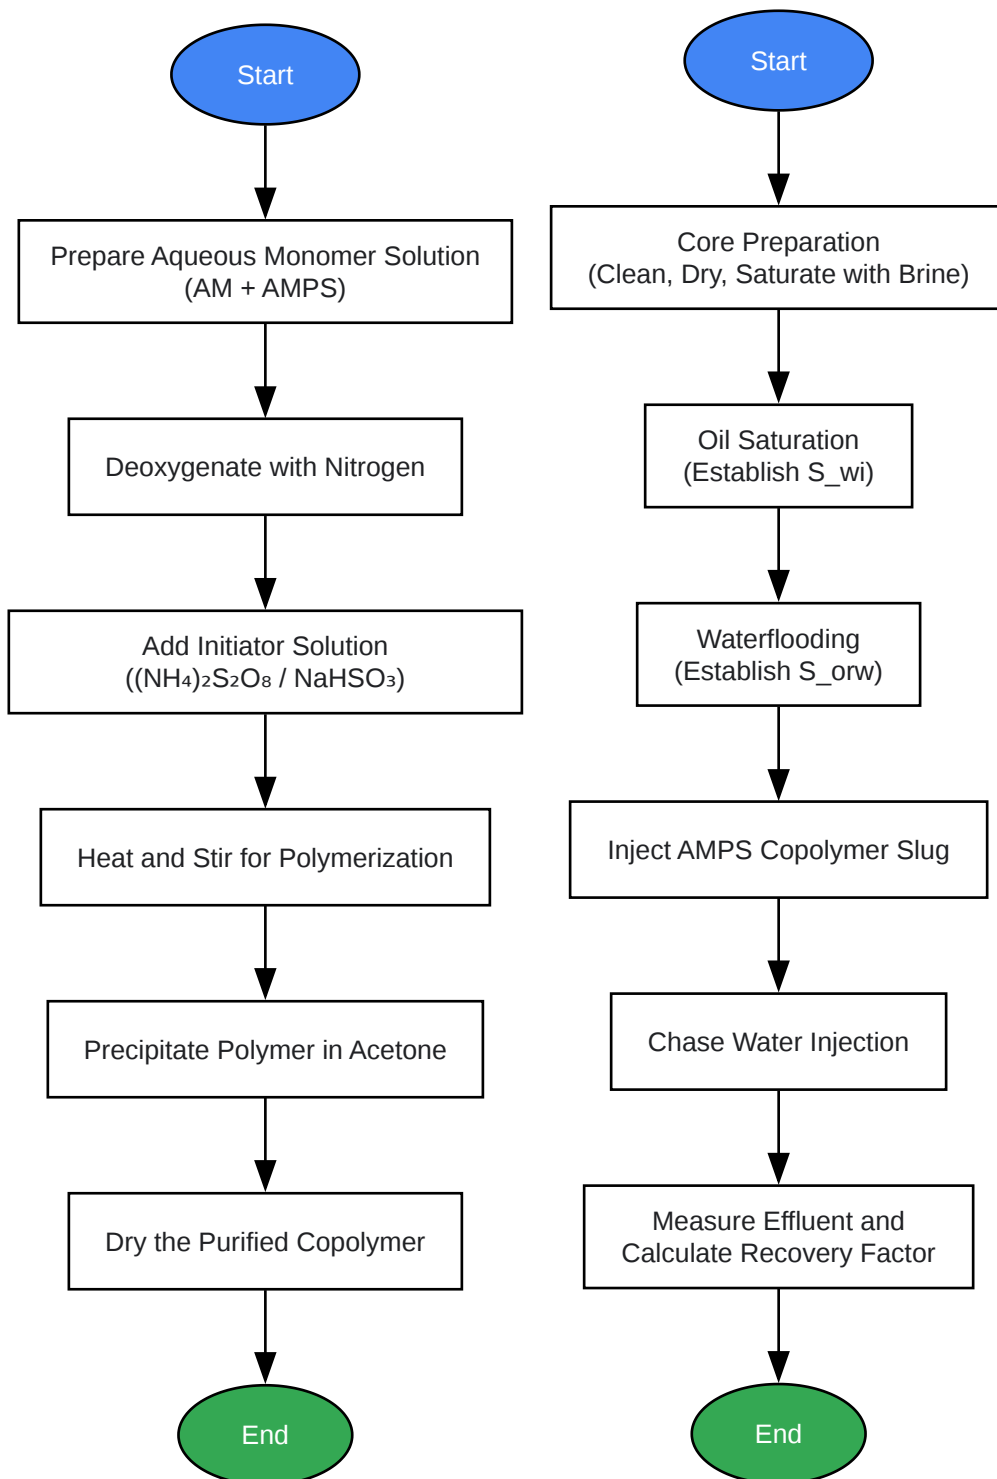 Start
Prepare Aqueous Monomer Solution
(AM + AMPS)
Deoxygenate with Nitrogen
Add Initiator Solution
((NH₄)₂S₂O₈ / NaHSO₃)
Heat and Stir for Polymerization
Precipitate Polymer in Acetone
Dry the Purified Copolymer
End
Start
Core Preparation
(Clean, Dry, Saturate with Brine)
Oil Saturation
(Establish S_wi)
Waterflooding
(Establish S_orw)
Inject AMPS Copolymer Slug
Chase Water Injection
Measure Effluent and
Calculate Recovery Factor
End